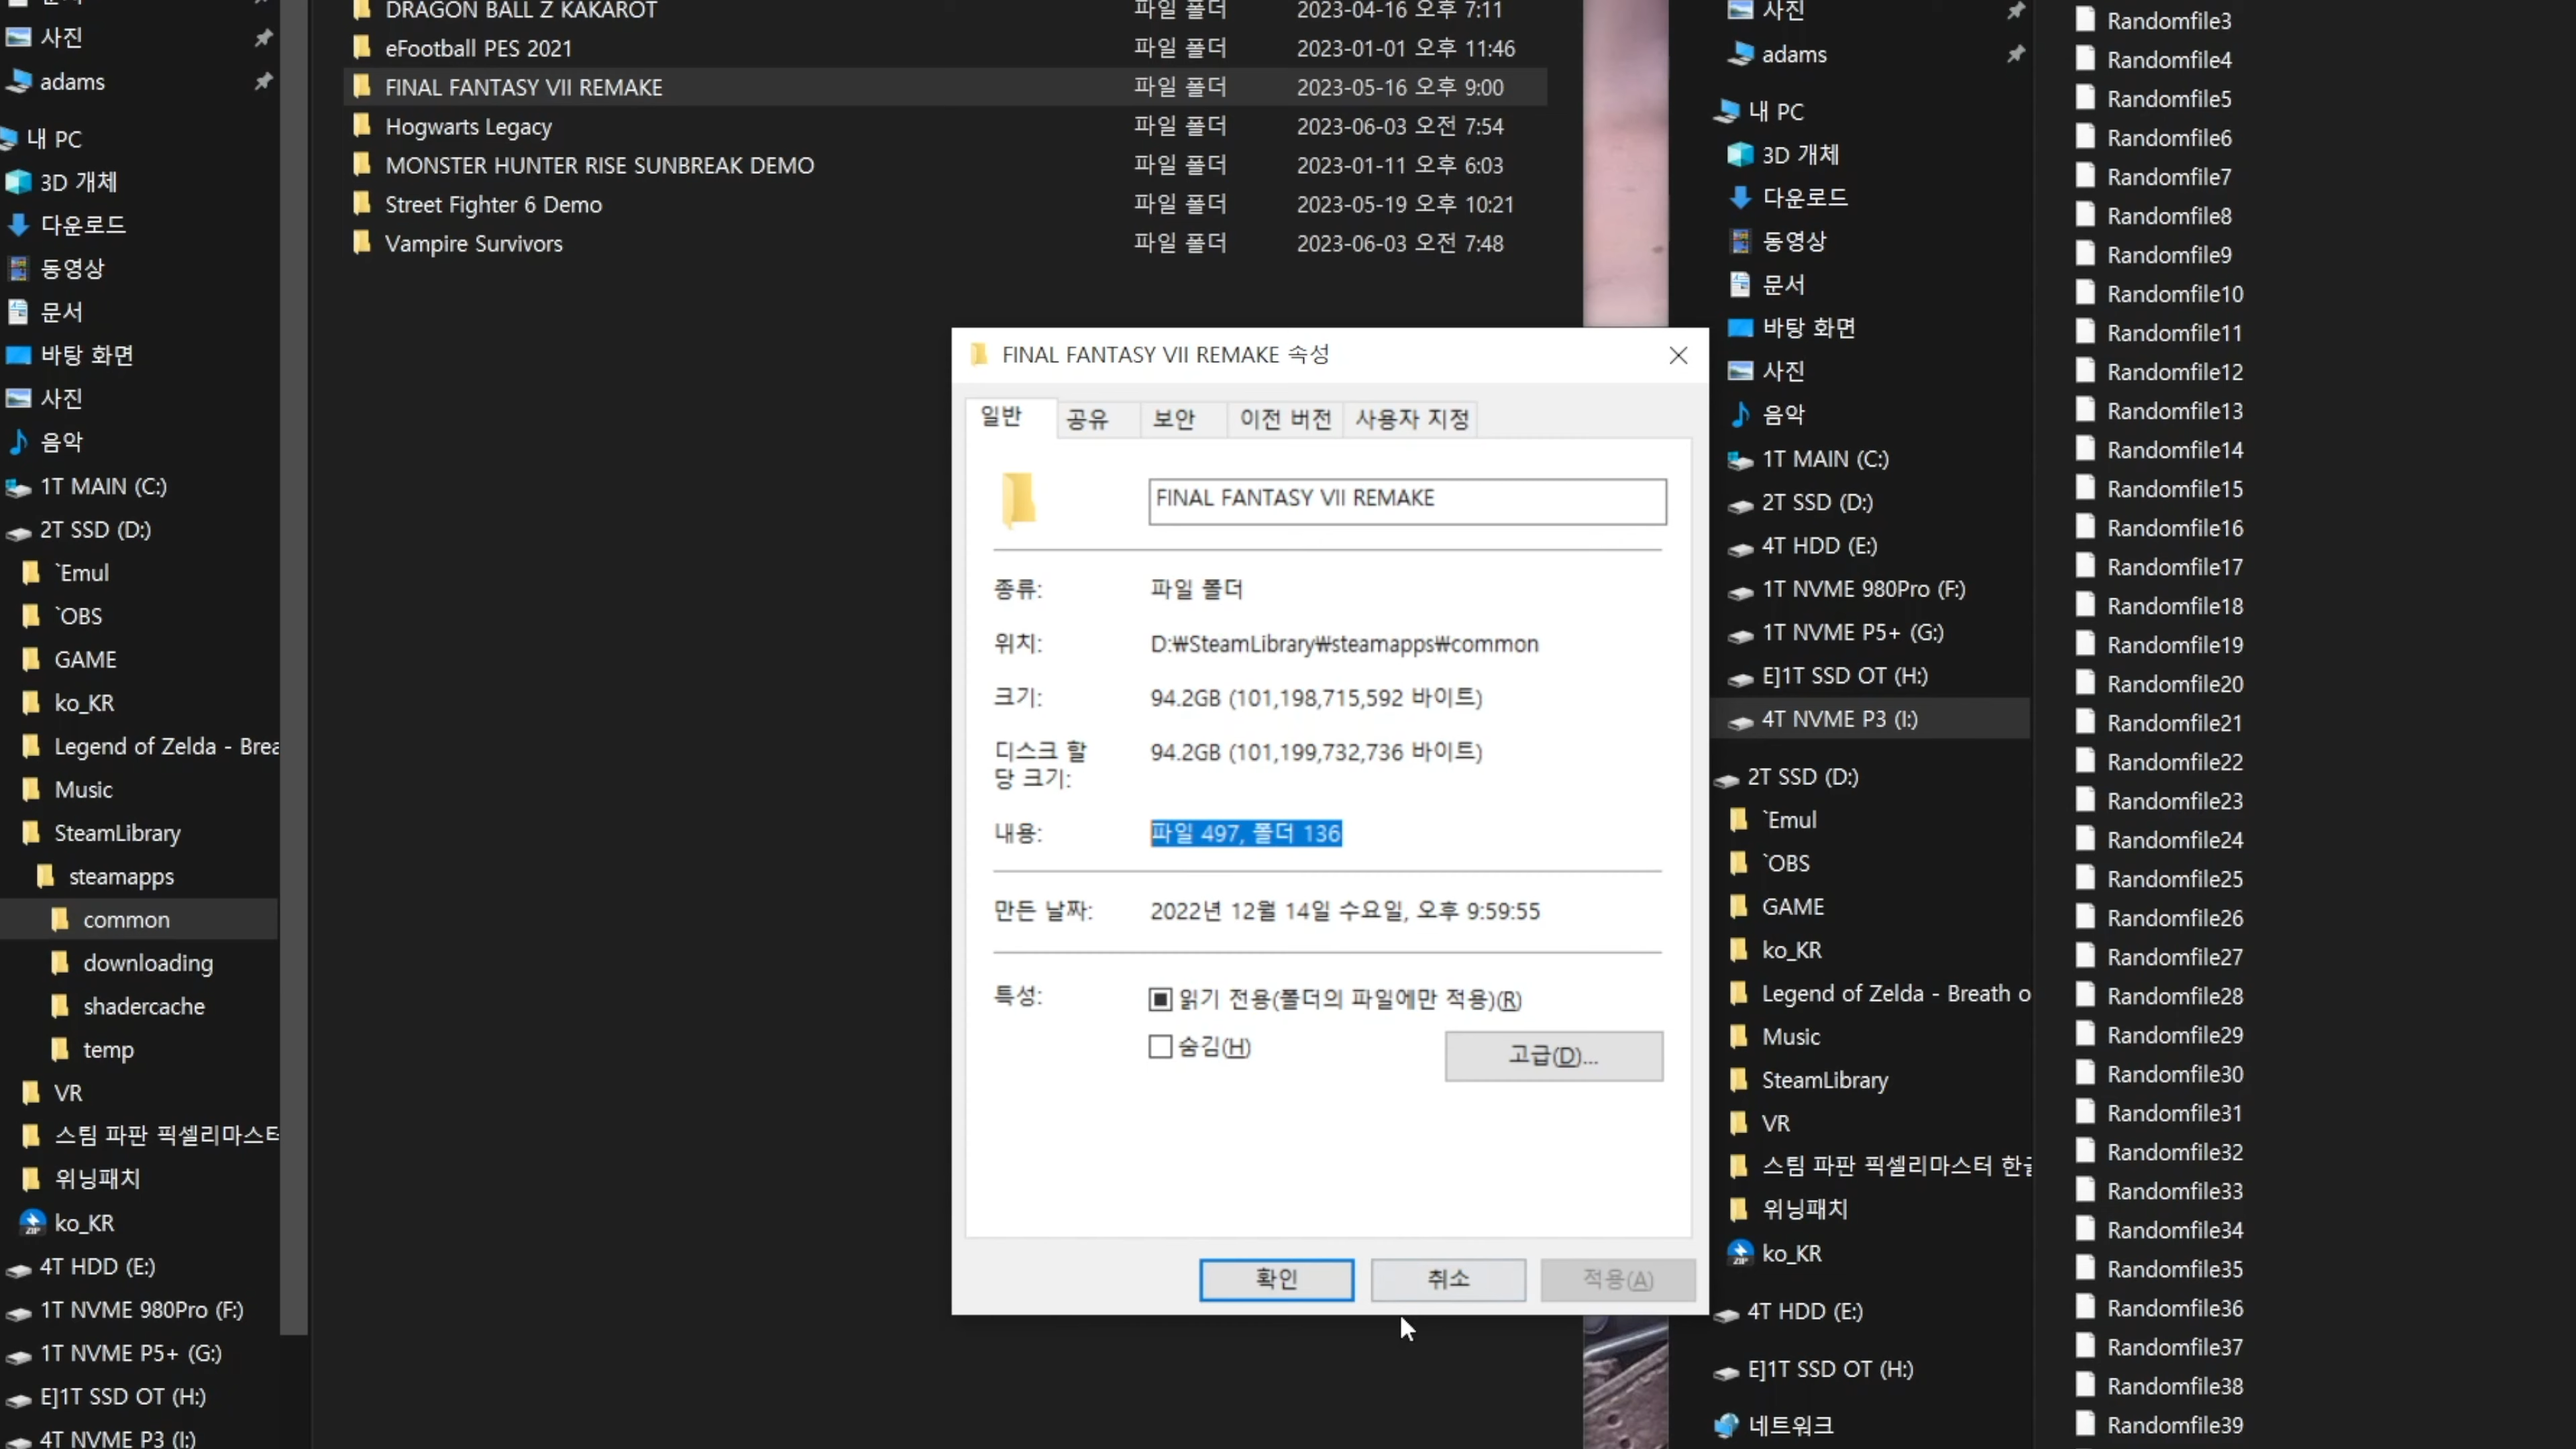 사진
adams
내 PC
3D 개체
다운로드
동영상
문서
바탕 화면
사진
음악
1T MAIN (C:)
2T SSD (D:)
`Emul
`OBS
GAME
ko_KR
Legend of Zelda - Brea
Music
SteamLibrary
steamapps
common
downloading
shadercache
temp
VR
스팀 파판 픽셀리마스터
위닝패치
ko_KR
4T HDD (E:)
1T NVME 980Pro (F:)
1T NVME P5+ (G:)
E]1T SSD OT (H:)
4T NVME P3 (I:)
DRAGON BALL Z KAKAROT 파일 폴더 2023-04-16 오후 7:11
eFootball PES 2021 파일 폴더 2023-01-01 오후 11:46
FINAL FANTASY VII REMAKE 파일 폴더 2023-05-16 오후 9:00
Hogwarts Legacy 파일 폴더 2023-06-03 오전 7:54
MONSTER HUNTER RISE SUNBREAK DEMO 파일 폴더 2023-01-11 오후 6:03
Street Fighter 6 Demo 파일 폴더 2023-05-19 오후 10:21
Vampire Survivors 파일 폴더 2023-06-03 오전 7:48
FINAL FANTASY VII REMAKE 속성
일반 공유 보안 이전 버전 사용자 지정
FINAL FANTASY VII REMAKE
종류: 파일 폴더
위치: D:₩SteamLibrary₩steamapps₩common
크기: 94.2GB (101,198,715,592 바이트)
디스크 할 94.2GB (101,199,732,736 바이트)
당 크기:
내용: 파일 497, 폴더 136
만든 날짜: 2022년 12월 14일 수요일, 오후 9:59:55
특성: 읽기 전용(폴더의 파일에만 적용)(R)
숨김(H) 고급(D)...
확인 취소 적용(A)
사진
adams
내 PC
3D 개체
다운로드
동영상
문서
바탕 화면
사진
음악
1T MAIN (C:)
2T SSD (D:)
4T HDD (E:)
1T NVME 980Pro (F:)
1T NVME P5+ (G:)
E]1T SSD OT (H:)
4T NVME P3 (I:)
2T SSD (D:)
`Emul
`OBS
GAME
ko_KR
Legend of Zelda - Breath o
Music
SteamLibrary
VR
스팀 파판 픽셀리마스터 한글
위닝패치
ko_KR
4T HDD (E:)
E]1T SSD OT (H:)
네트워크
Randomfile3
Randomfile4
Randomfile5
Randomfile6
Randomfile7
Randomfile8
Randomfile9
Randomfile10
Randomfile11
Randomfile12
Randomfile13
Randomfile14
Randomfile15
Randomfile16
Randomfile17
Randomfile18
Randomfile19
Randomfile20
Randomfile21
Randomfile22
Randomfile23
Randomfile24
Randomfile25
Randomfile26
Randomfile27
Randomfile28
Randomfile29
Randomfile30
Randomfile31
Randomfile32
Randomfile33
Randomfile34
Randomfile35
Randomfile36
Randomfile37
Randomfile38
Randomfile39